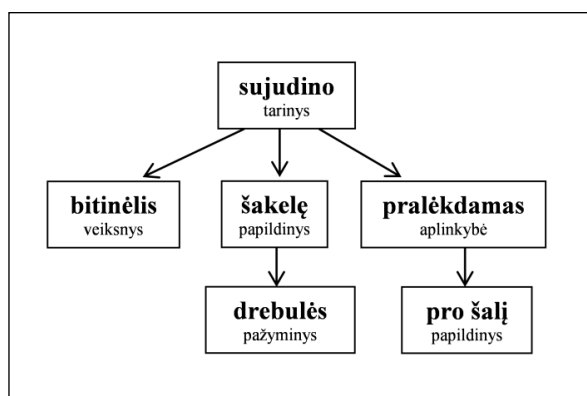 sujudino
tarinys
bitinėlis
veiksnys
šakelę
papildinys
pralėkdamas
aplinkybė
drebulės
pažyminys
pro šalį
papildinys